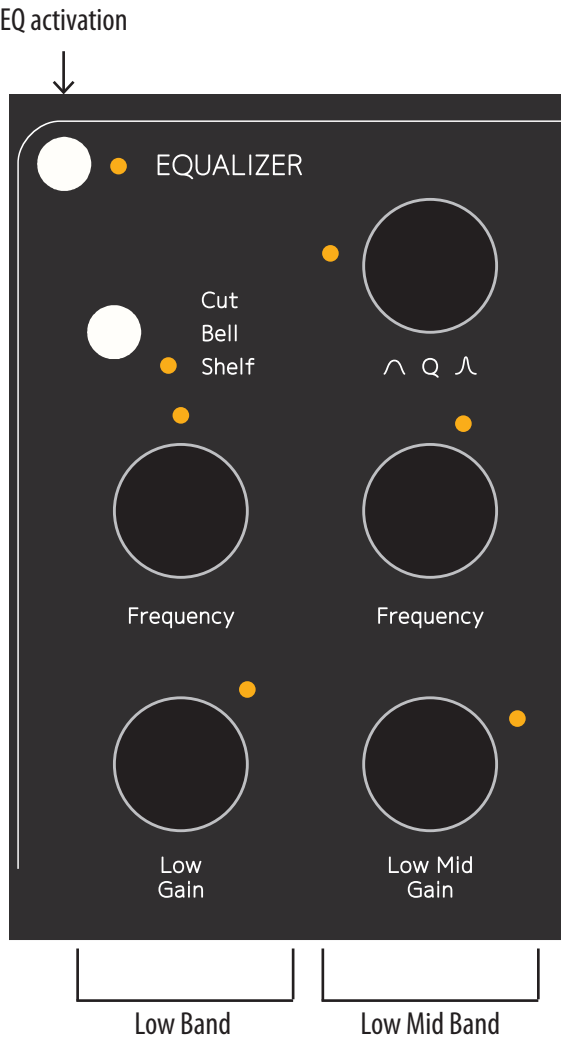 EQ activation
EQUALIZER
Cut
Bell
Shelf
Q
Frequency
Frequency
Low
Gain
Low Mid
Gain
Low Band
Low Mid Band